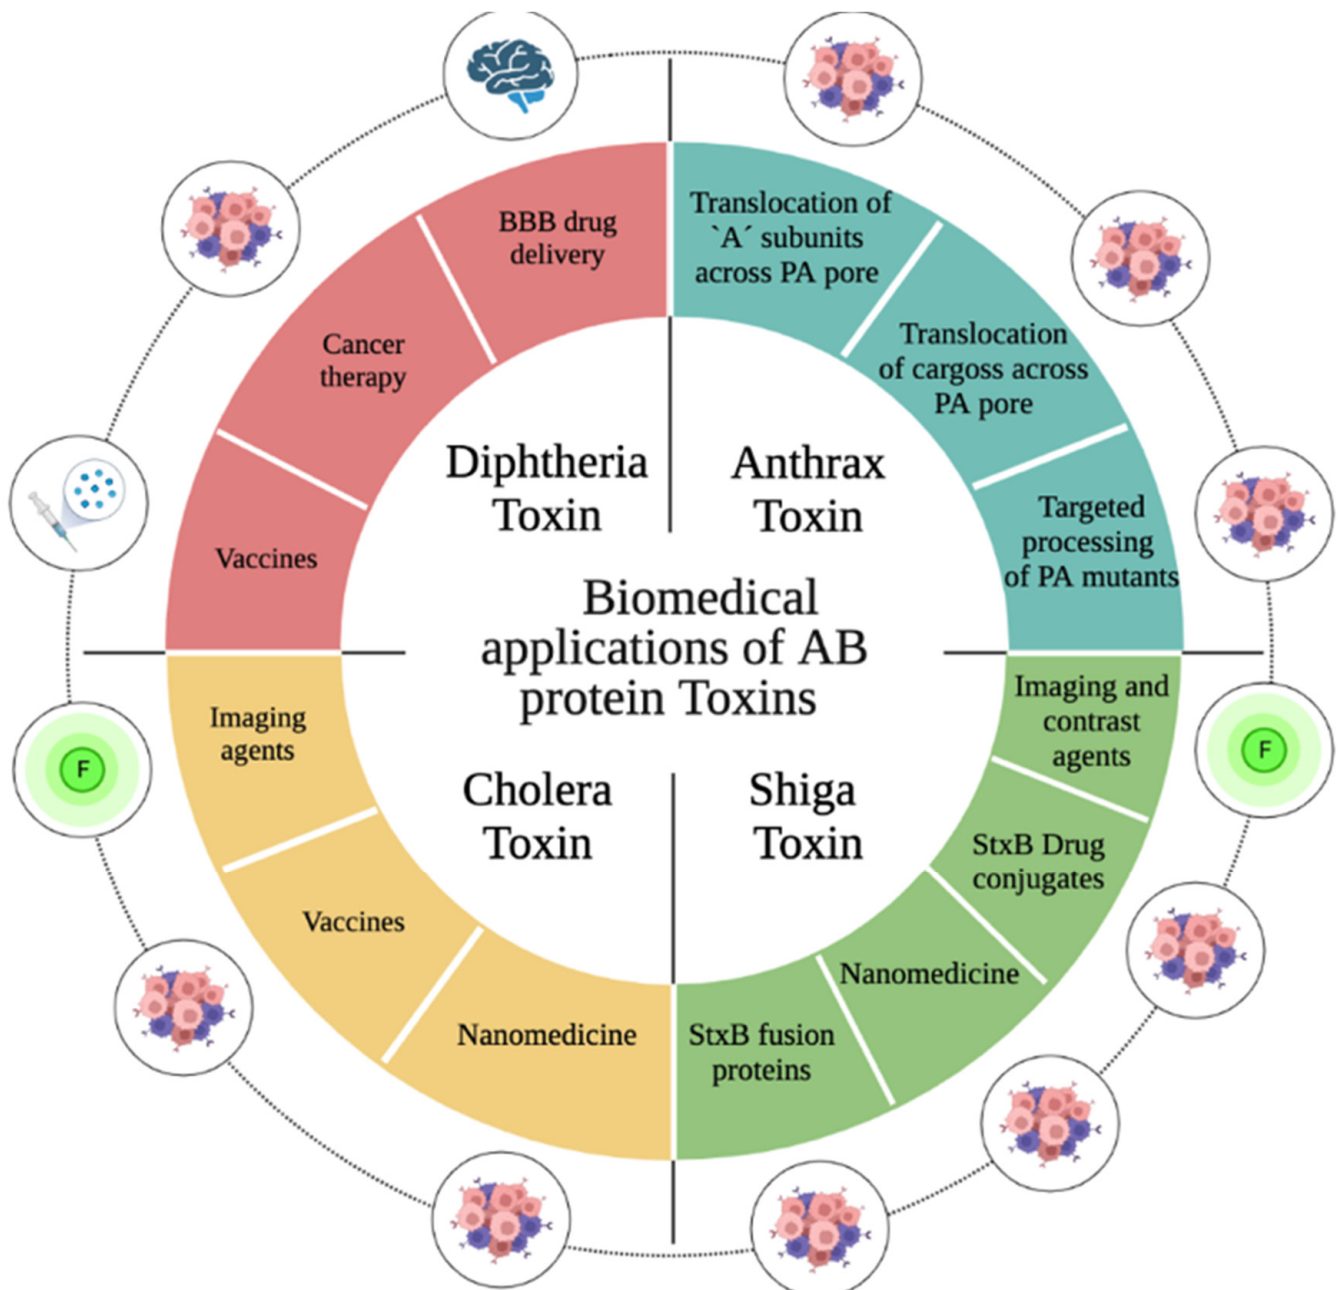 BBB drug
delivery
Cancer
therapy
Vaccines
Diphtheria
Toxin
Translocation of
`A´ subunits
across PA pore
Translocation
of cargoss across
PA pore
Targeted
processing
of PA mutants
Anthrax
Toxin
Biomedical
applications of AB
protein Toxins
Imaging
agents
Vaccines
Nanomedicine
Cholera
Toxin
F
Shiga
Toxin
Imaging and
contrast
agents
StxB Drug
conjugates
Nanomedicine
StxB fusion
proteins
F